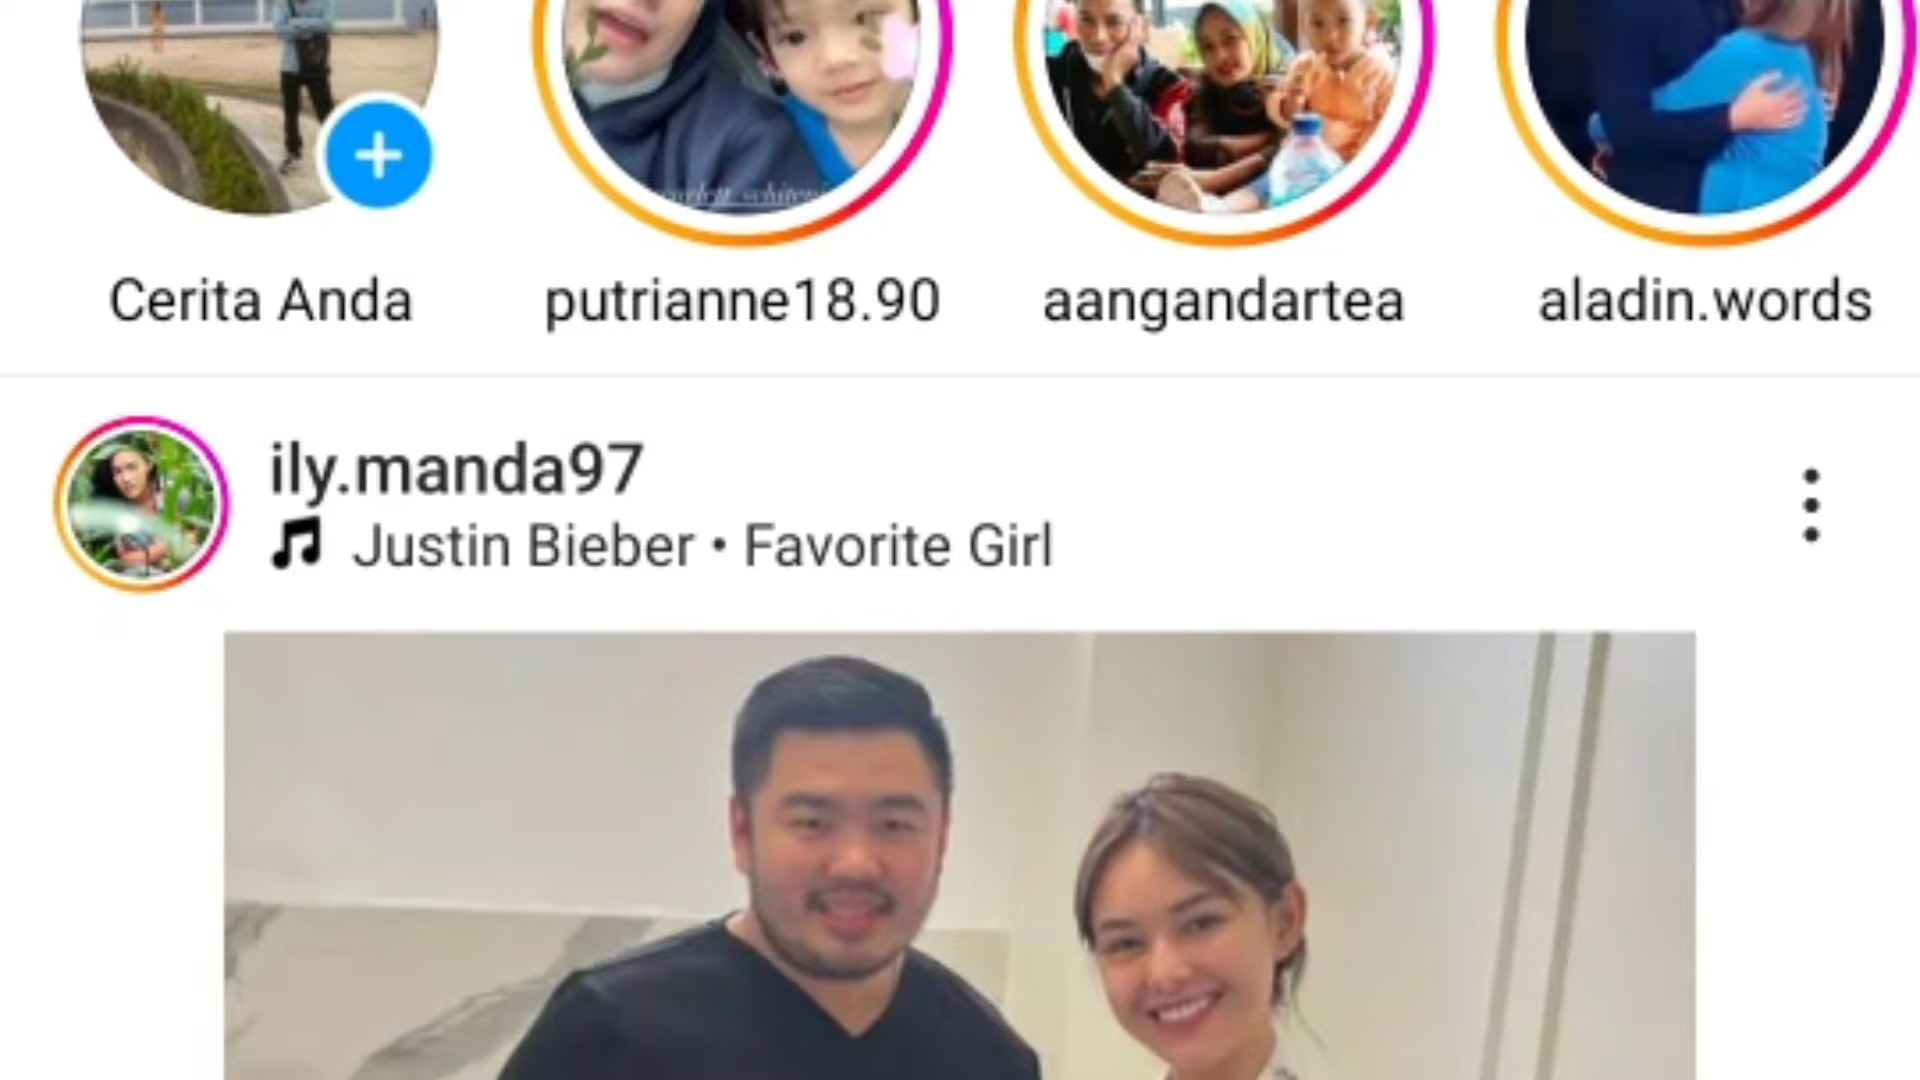 Cerita Anda
putrianne18.90
aangandartea
aladin.words
ily.manda97
Justin Bieber • Favorite Girl